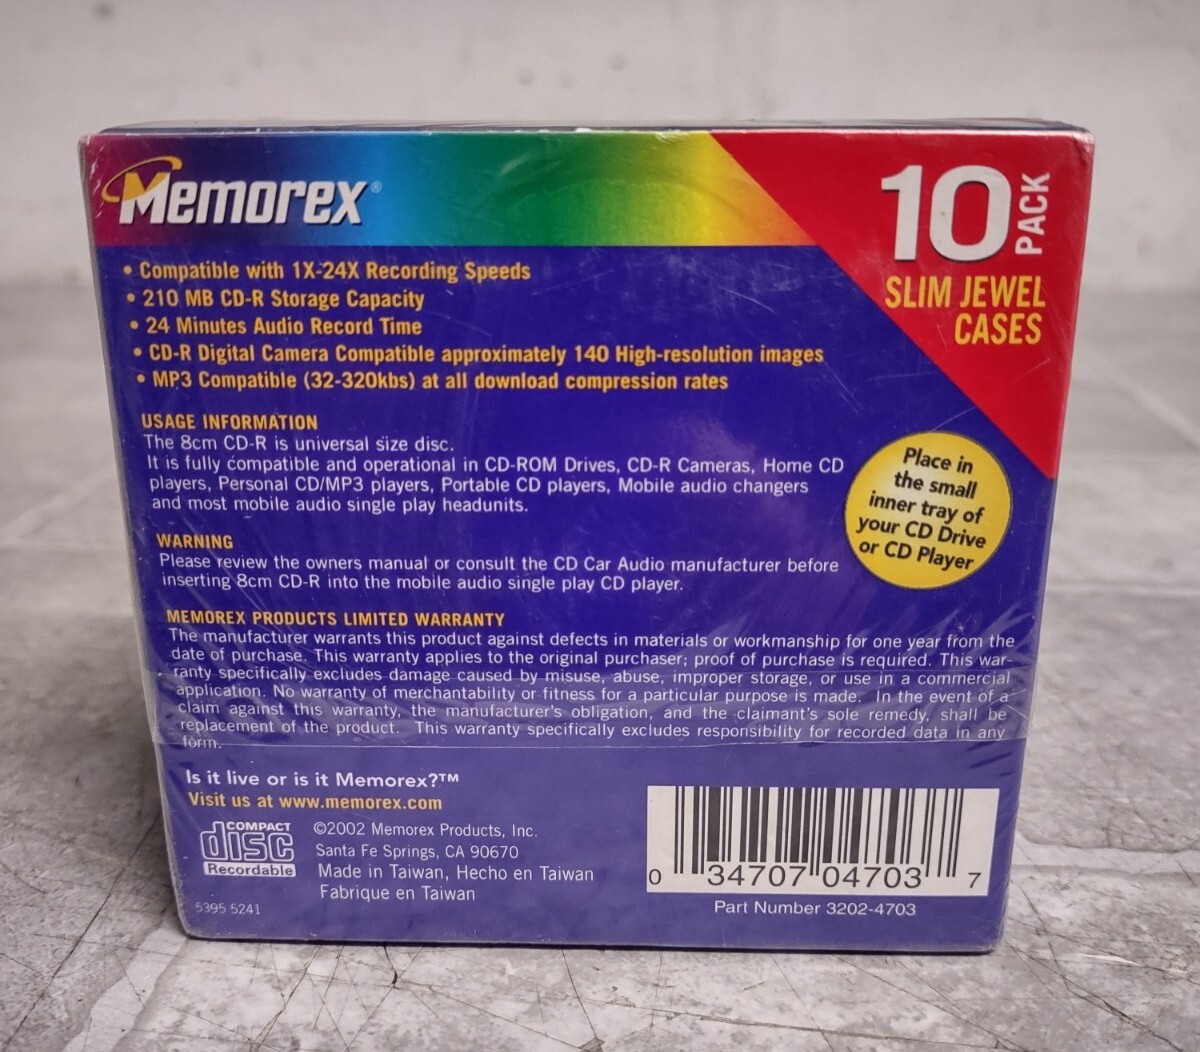 Memorex®
10 PACK
SLIM JEWEL
CASES
• Compatible with 1X-24X Recording Speeds
• 210 MB CD-R Storage Capacity
• 24 Minutes Audio Record Time
• CD-R Digital Camera Compatible approximately 140 High-resolution images
• MP3 Compatible (32-320kbs) at all download compression rates
USAGE INFORMATION
The 8cm CD-R is universal size disc.
It is fully compatible and operational in CD-ROM Drives, CD-R Cameras, Home CD
players, Personal CD/MP3 players, Portable CD players, Mobile audio changers
and most mobile audio single play headunits.
Place in
the small
inner tray of
your CD Drive
or CD Player
WARNING
Please review the owners manual or consult the CD Car Audio manufacturer before
inserting 8cm CD-R into the mobile audio single play CD player.
MEMOREX PRODUCTS LIMITED WARRANTY
The manufacturer warrants this product against defects in materials or workmanship for one year from the
date of purchase. This warranty applies to the original purchaser; proof of purchase is required. This war-
ranty specifically excludes damage caused by misuse, abuse, improper storage, or use in a commercial
application. No warranty of merchantability or fitness for a particular purpose is made. In the event of a
claim against this warranty, the manufacturer's obligation, and the claimant's sole remedy, shall be
replacement of the product. This warranty specifically excludes responsibility for recorded data in any
form.
Is it live or is it Memorex?™
Visit us at www.memorex.com
COMPACT
disc
Recordable
©2002 Memorex Products, Inc.
Santa Fe Springs, CA 90670
Made in Taiwan, Hecho en Taiwan
Fabrique en Taiwan
5395 5241
0 34707 04703 7
Part Number 3202-4703